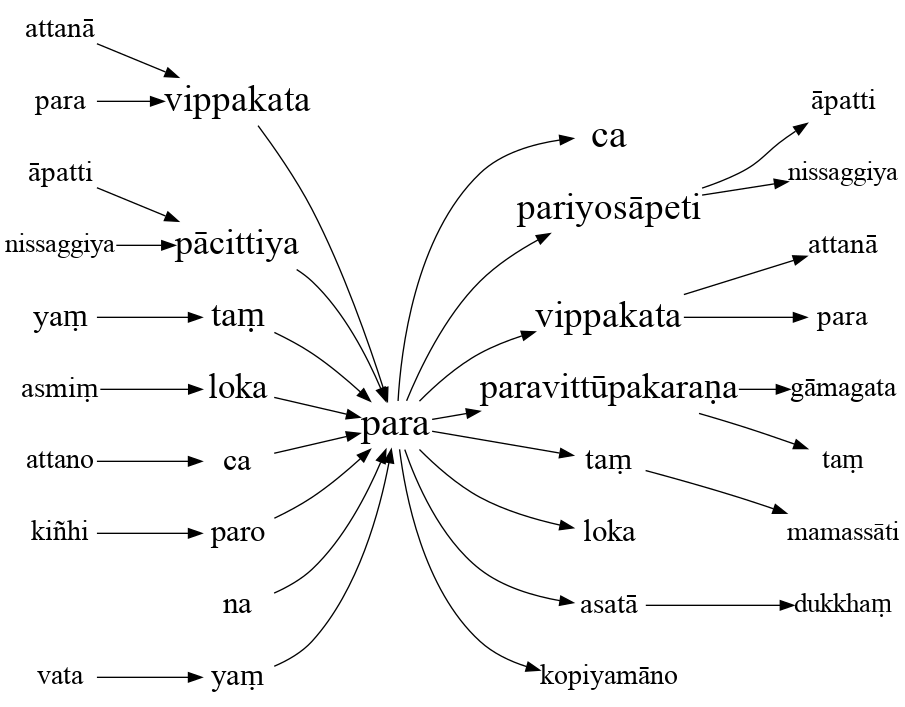 attanā
para
vippakata
āpatti
nissaggiya
pācittiya
yaṃ
taṃ
asmiṃ
loka
attano
ca
kiñhi
paro
na
vata
yaṃ
para
ca
pariyosāpeti
āpatti
nissaggiya
vippakata
attanā
para
paravittūpakaraṇa
gāmagata
taṃ
taṃ
mamassāti
loka
asatā
dukkhaṃ
kopiyamāno